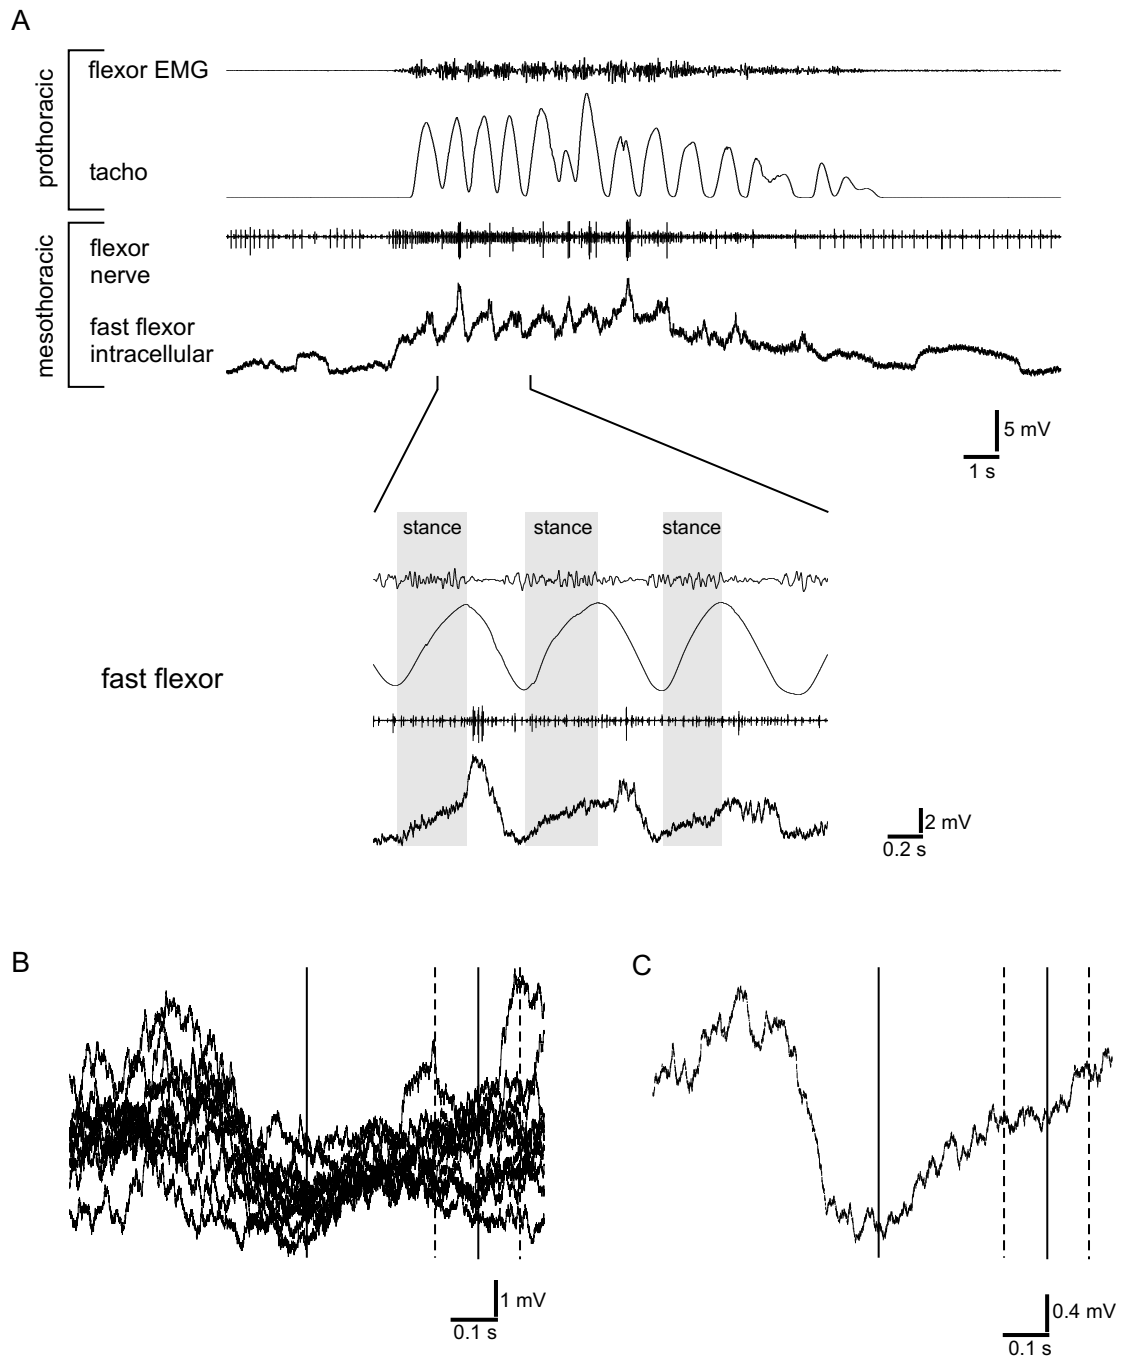 A
prothoracic
flexor EMG
tacho
mesothoracic
flexor
nerve
fast flexor
intracellular
5 mV
1 s
stance stance stance
fast flexor
2 mV
0.2 s
B
C
1 mV
0.1 s
0.4 mV
0.1 s